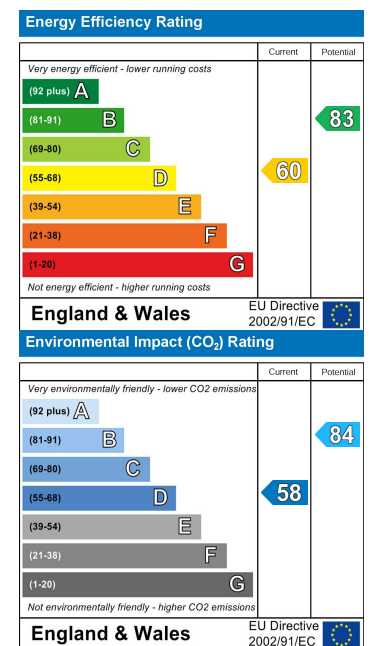 Energy Efficiency Rating
Current Potential
Very energy efficient - lower running costs
(92 plus) A
(81-91) B
83
(69-80) C
(55-68) D
60
(39-54) E
(21-38) F
(1-20) G
Not energy efficient - higher running costs
England & Wales
EU Directive
2002/91/EC
Environmental Impact (CO₂) Rating
Current Potential
Very environmentally friendly - lower CO2 emissions
(92 plus) A
(81-91) B
84
(69-80) C
(55-68) D
58
(39-54) E
(21-38) F
(1-20) G
Not environmentally friendly - higher CO2 emissions
England & Wales
EU Directive
2002/91/EC